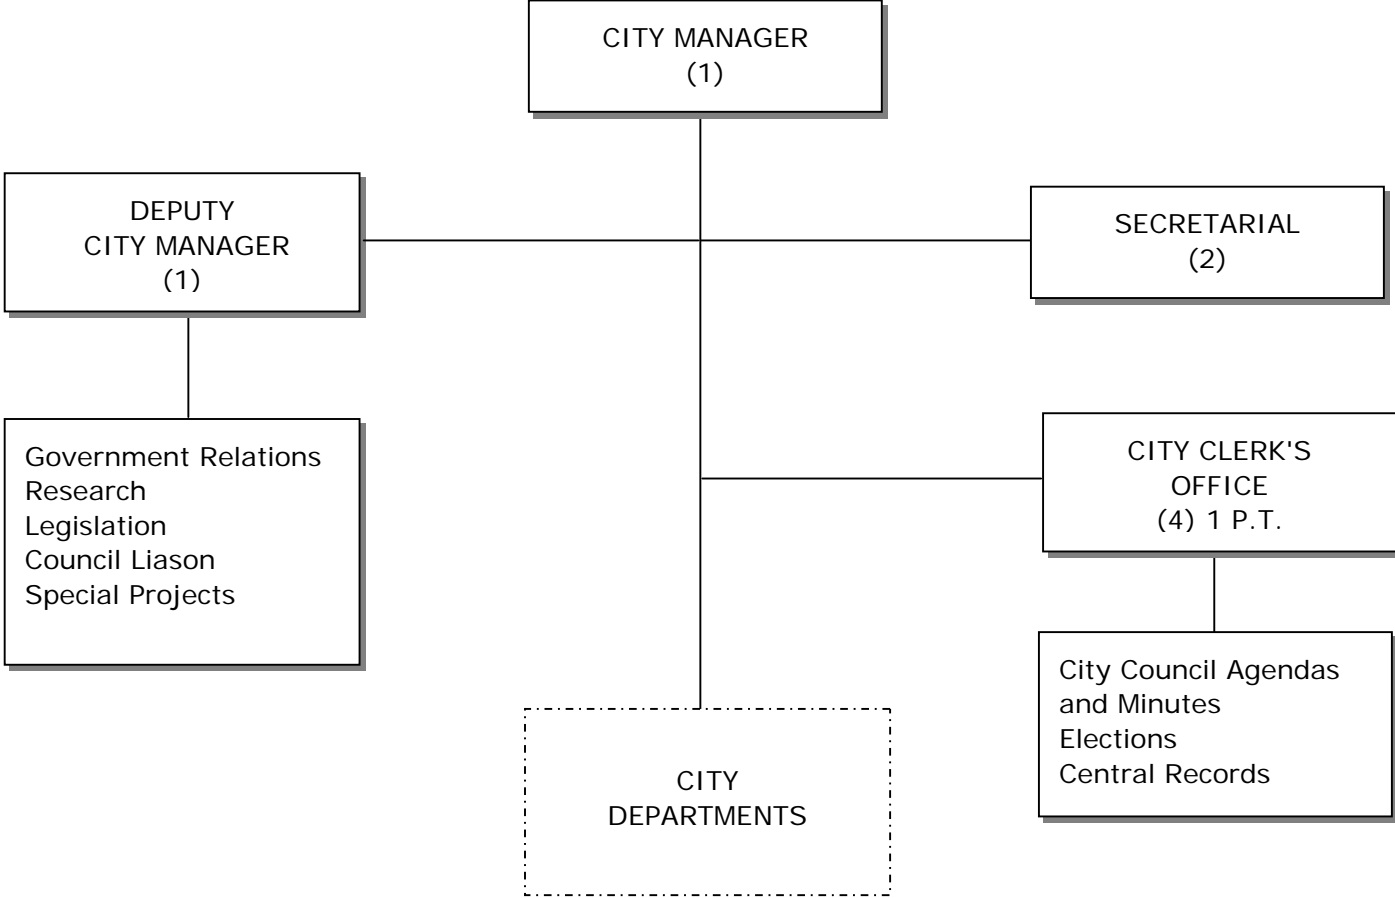 CITY MANAGER
(1)
DEPUTY
CITY MANAGER
(1)
SECRETARIAL
(2)
Government Relations
Research
Legislation
Council Liason
Special Projects
CITY CLERK'S
OFFICE
(4) 1 P.T.
City Council Agendas
and Minutes
Elections
Central Records
CITY
DEPARTMENTS